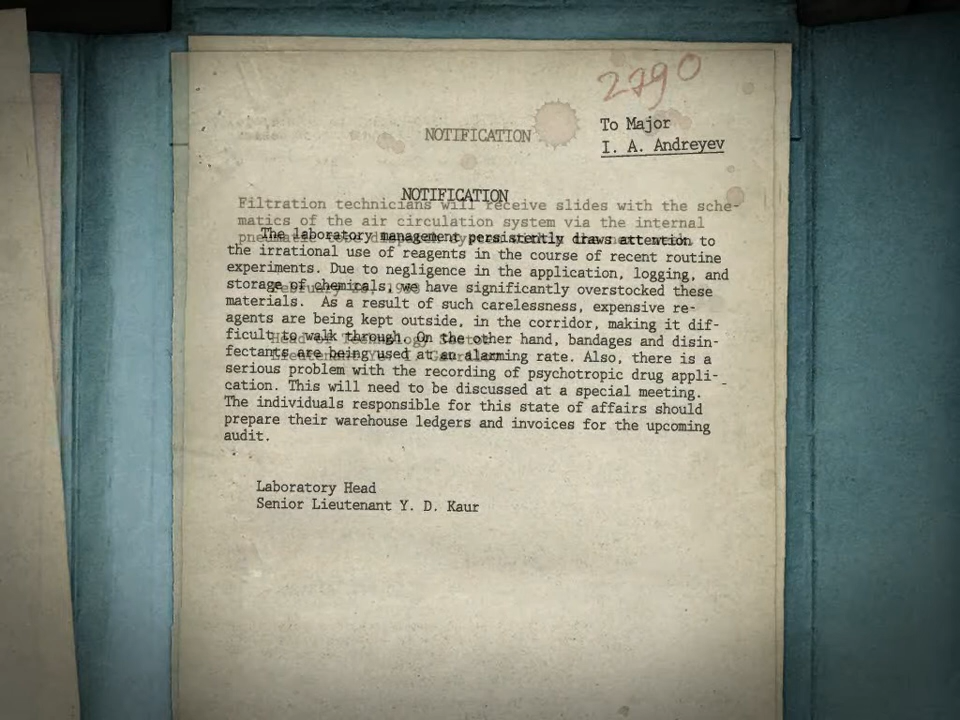 2790
To Major
I. A. Andreyev
NOTIFICATION
NOTIFICATION
Filtration technicians will receive slides with the sche-
matics of the air circulation system via the internal
The laboratory management persistently draws attention to
the irrational use of reagents in the course of recent routine
experiments. Due to negligence in the application, logging, and
storage of chemicals, we have significantly overstocked these
materials. As a result of such carelessness, expensive re-
agents are being kept outside, in the corridor, making it dif-
ficult to walk through. On the other hand, bandages and disin-
fectants are being used at an alarming rate. Also, there is a
serious problem with the recording of psychotropic drug appli-
cation. This will need to be discussed at a special meeting.
The individuals responsible for this state of affairs should
prepare their warehouse ledgers and invoices for the upcoming
audit.
Laboratory Head
Senior Lieutenant Y. D. Kaur